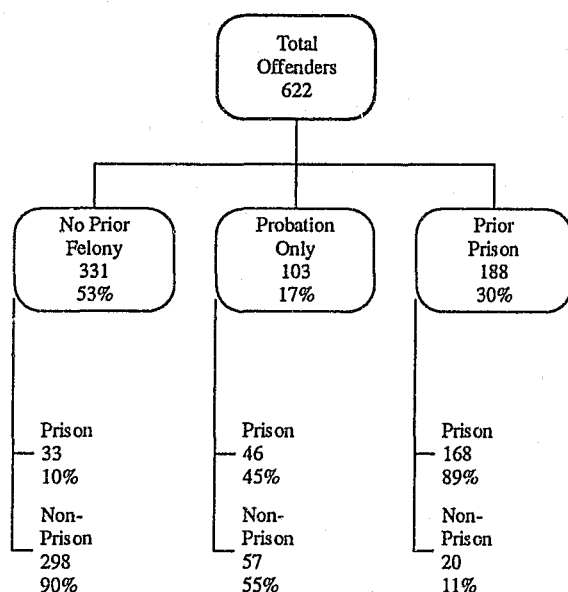 Total
Offenders
622
No Prior
Felony
331
53%
Probation
Only
103
17%
Prior
Prison
188
30%
Prison
33
10%
Non-
Prison
298
90%
Prison
46
45%
Non-
Prison
57
55%
Prison
168
89%
Non-
Prison
20
11%